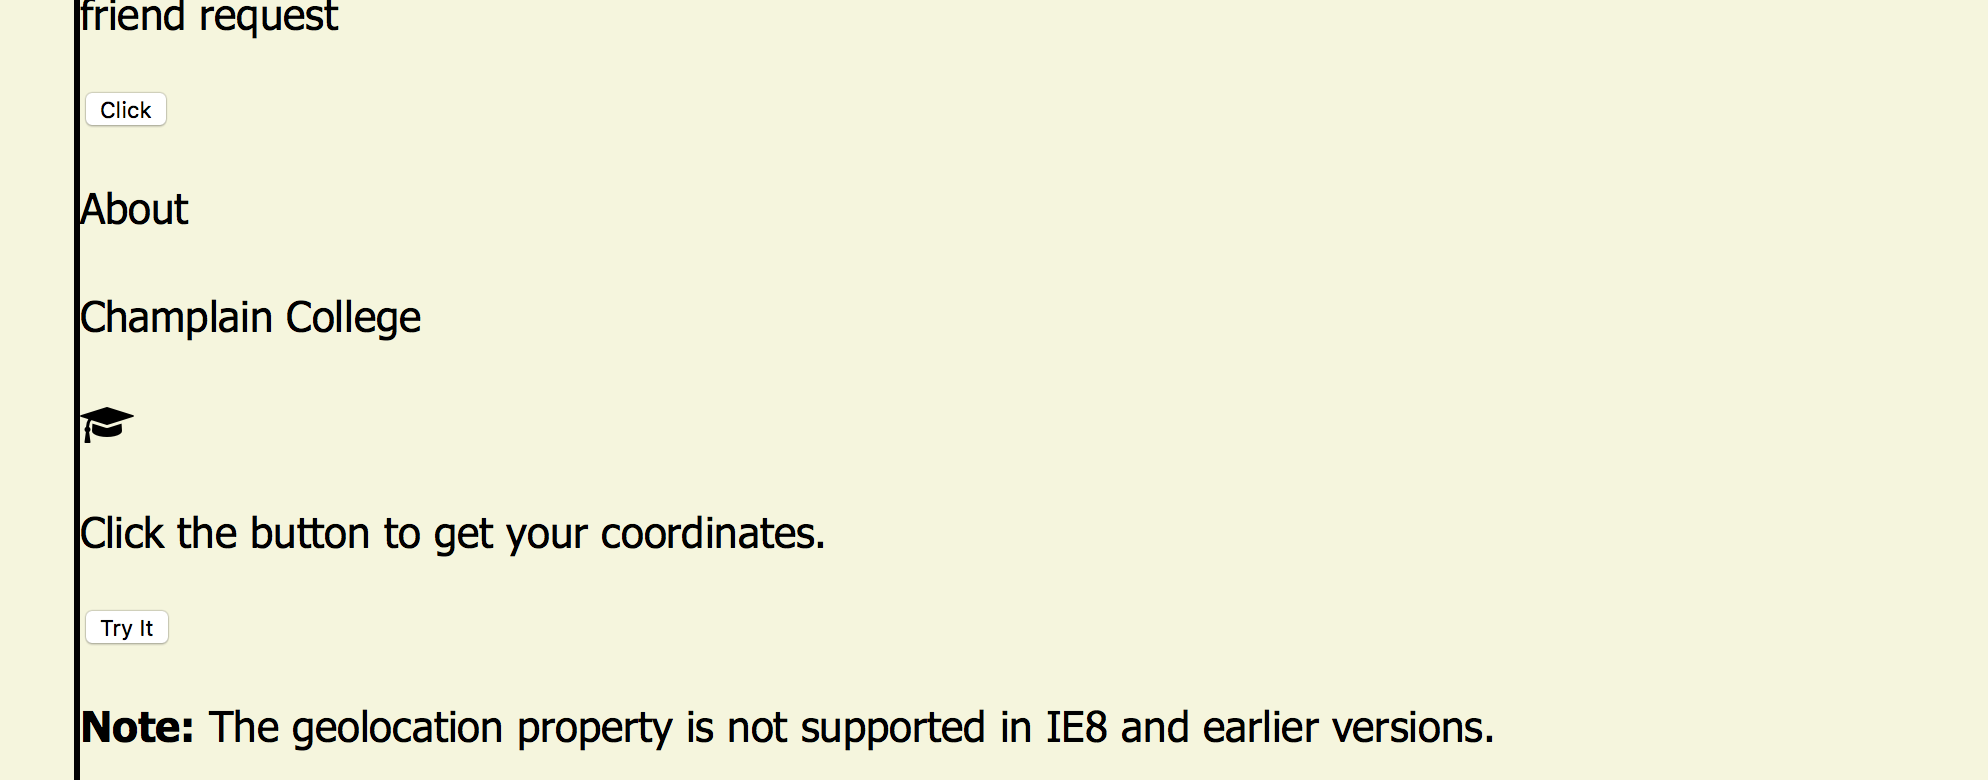 friend request
Click
About
Champlain College
Click the button to get your coordinates.
Try It
Note: The geolocation property is not supported in IE8 and earlier versions.